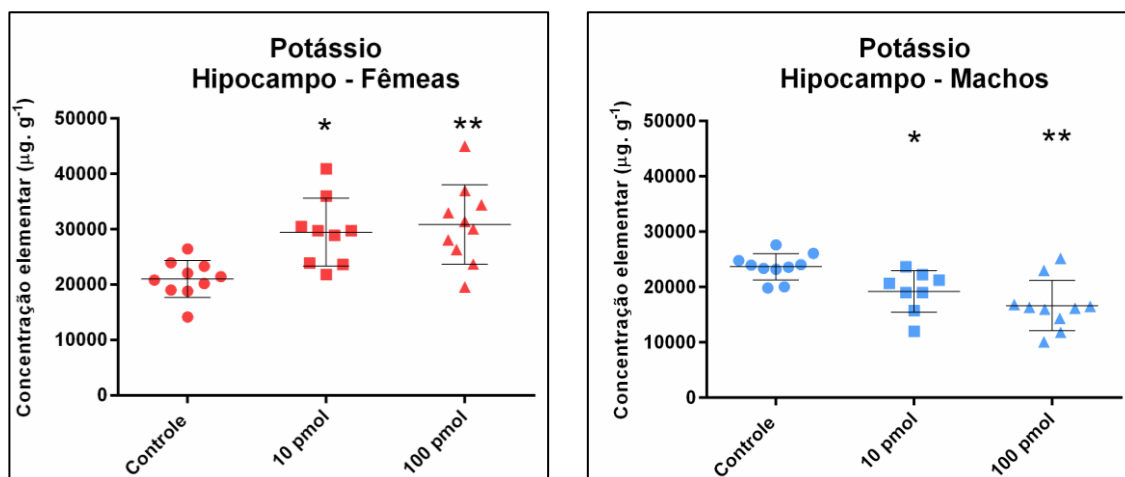 Potássio
Hipocampo - Fêmeas
Concentração elementar (µg. g-1)
50000
40000
30000
20000
10000
0
*
**
Controle
10 pmol
100 pmol
Potássio
Hipocampo - Machos
Concentração elementar (µg. g-1)
50000
40000
30000
20000
10000
0
*
**
Controle
10 pmol
100 pmol